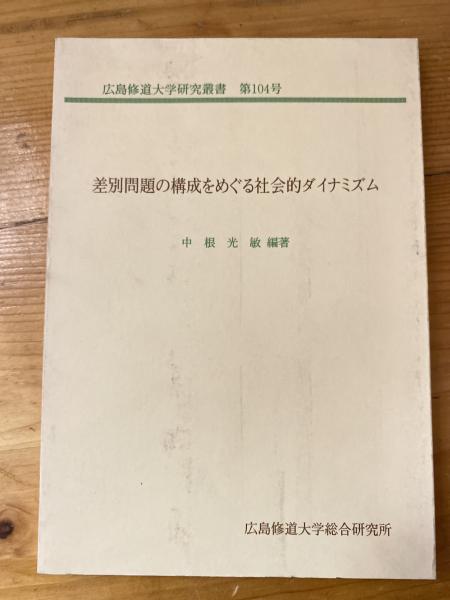 広島修道大学研究叢書 第104号
差別問題の構成をめぐる社会的ダイナミズム
中根光敏 編著
広島修道大学総合研究所